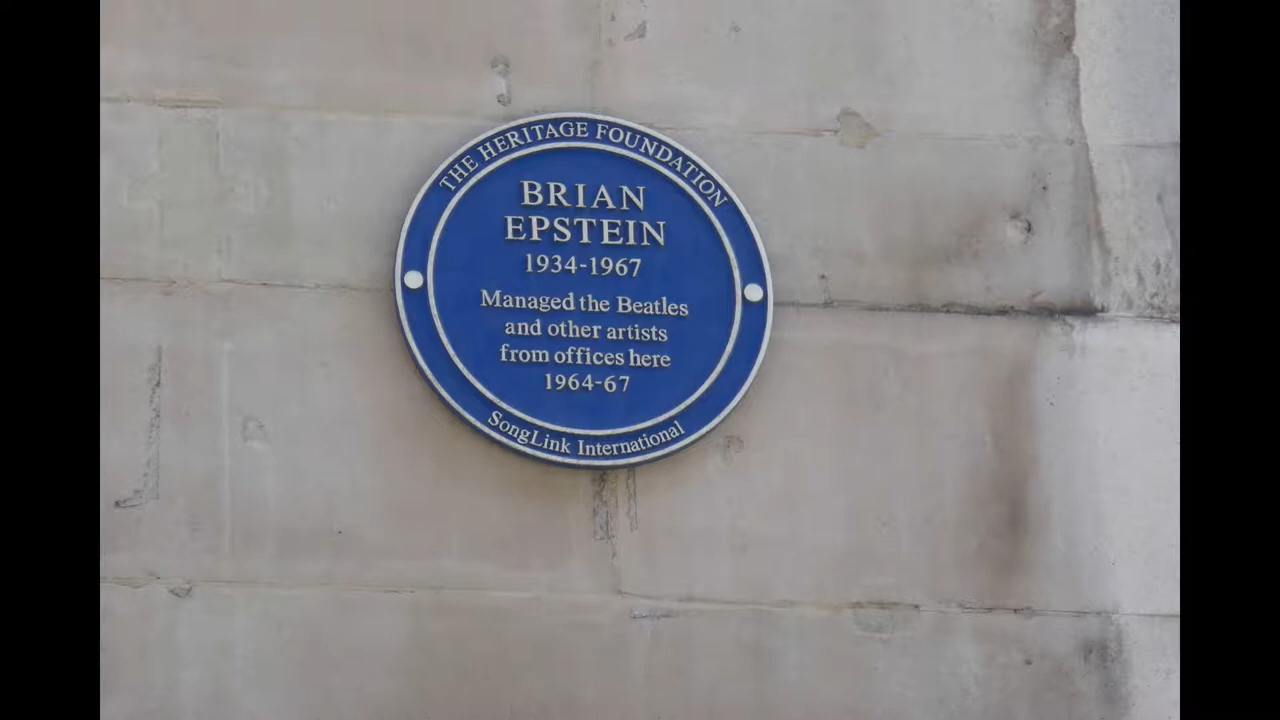 THE HERITAGE FOUNDATION
BRIAN
EPSTEIN
1934-1967
Managed the Beatles
and other artists
from offices here
1964-67
SongLink International